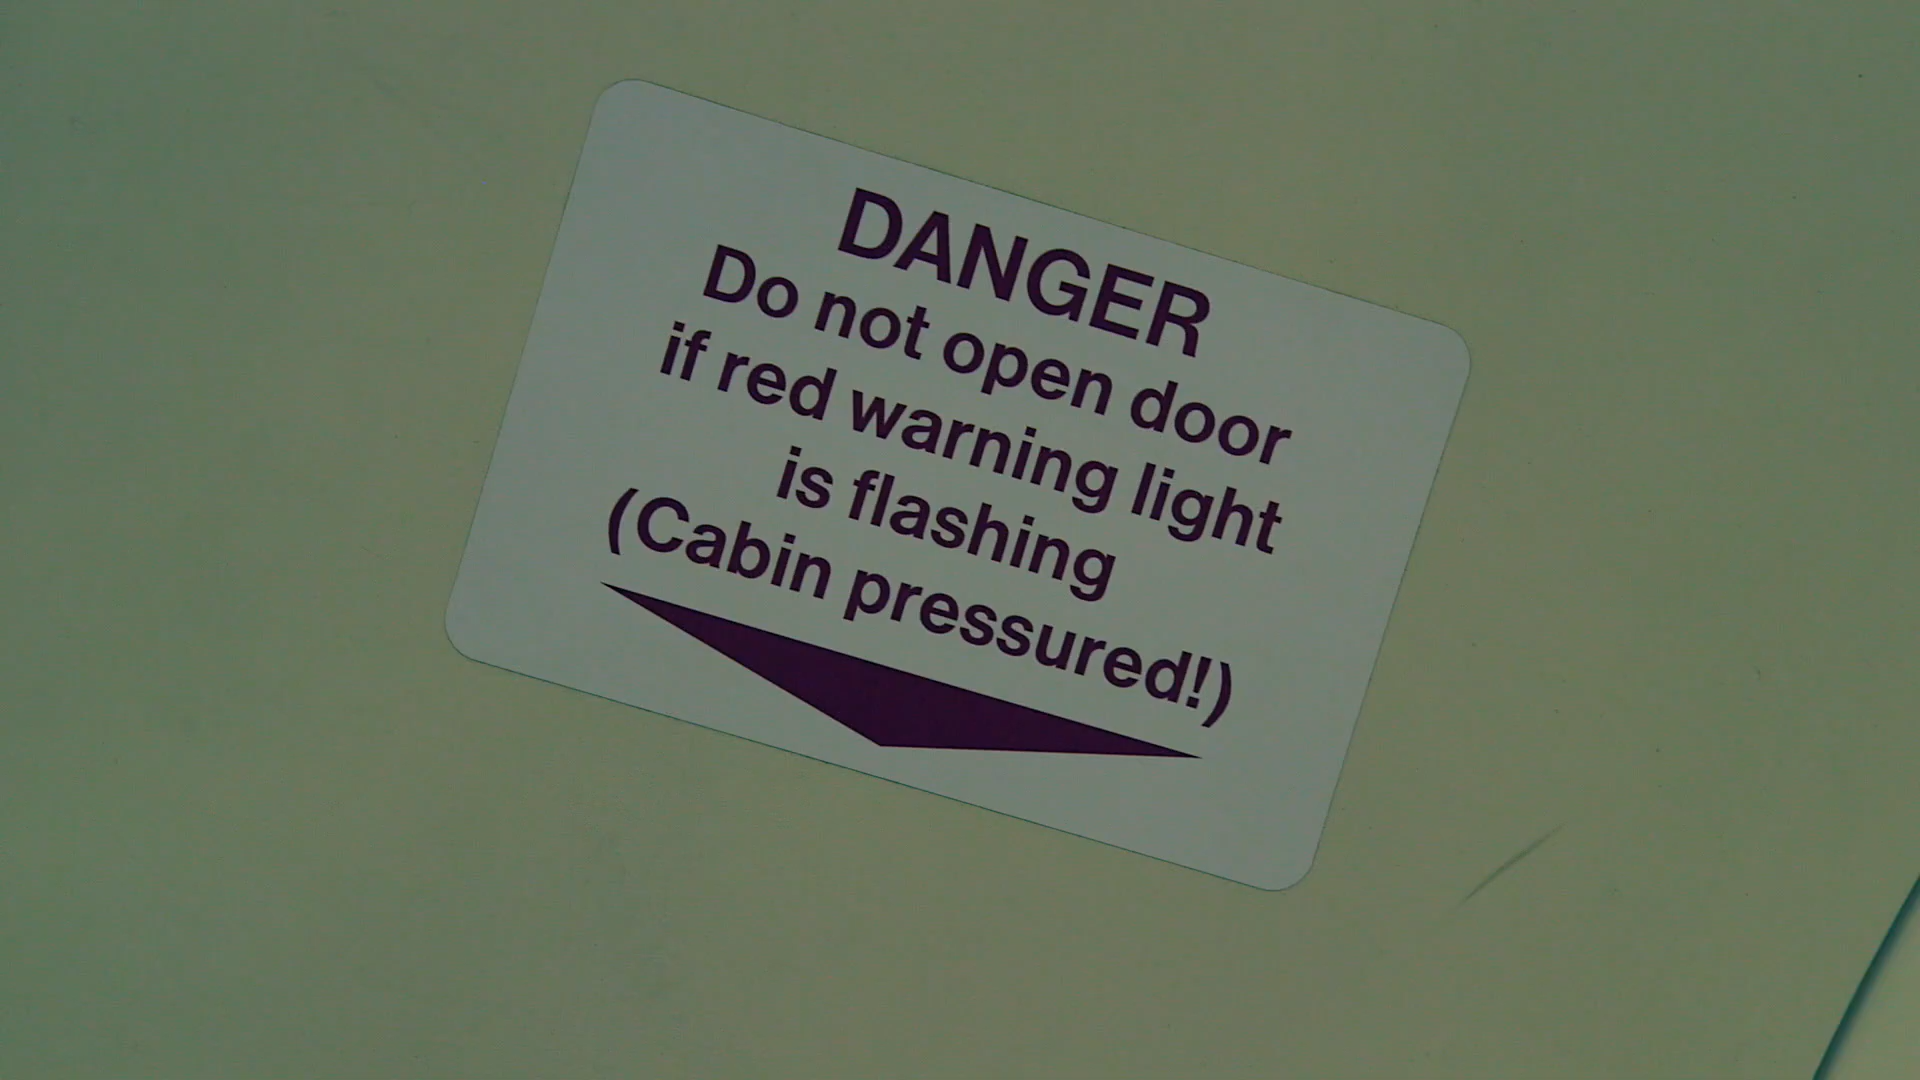 DANGER
Do not open door
if red warning light
is flashing
(Cabin pressured!)